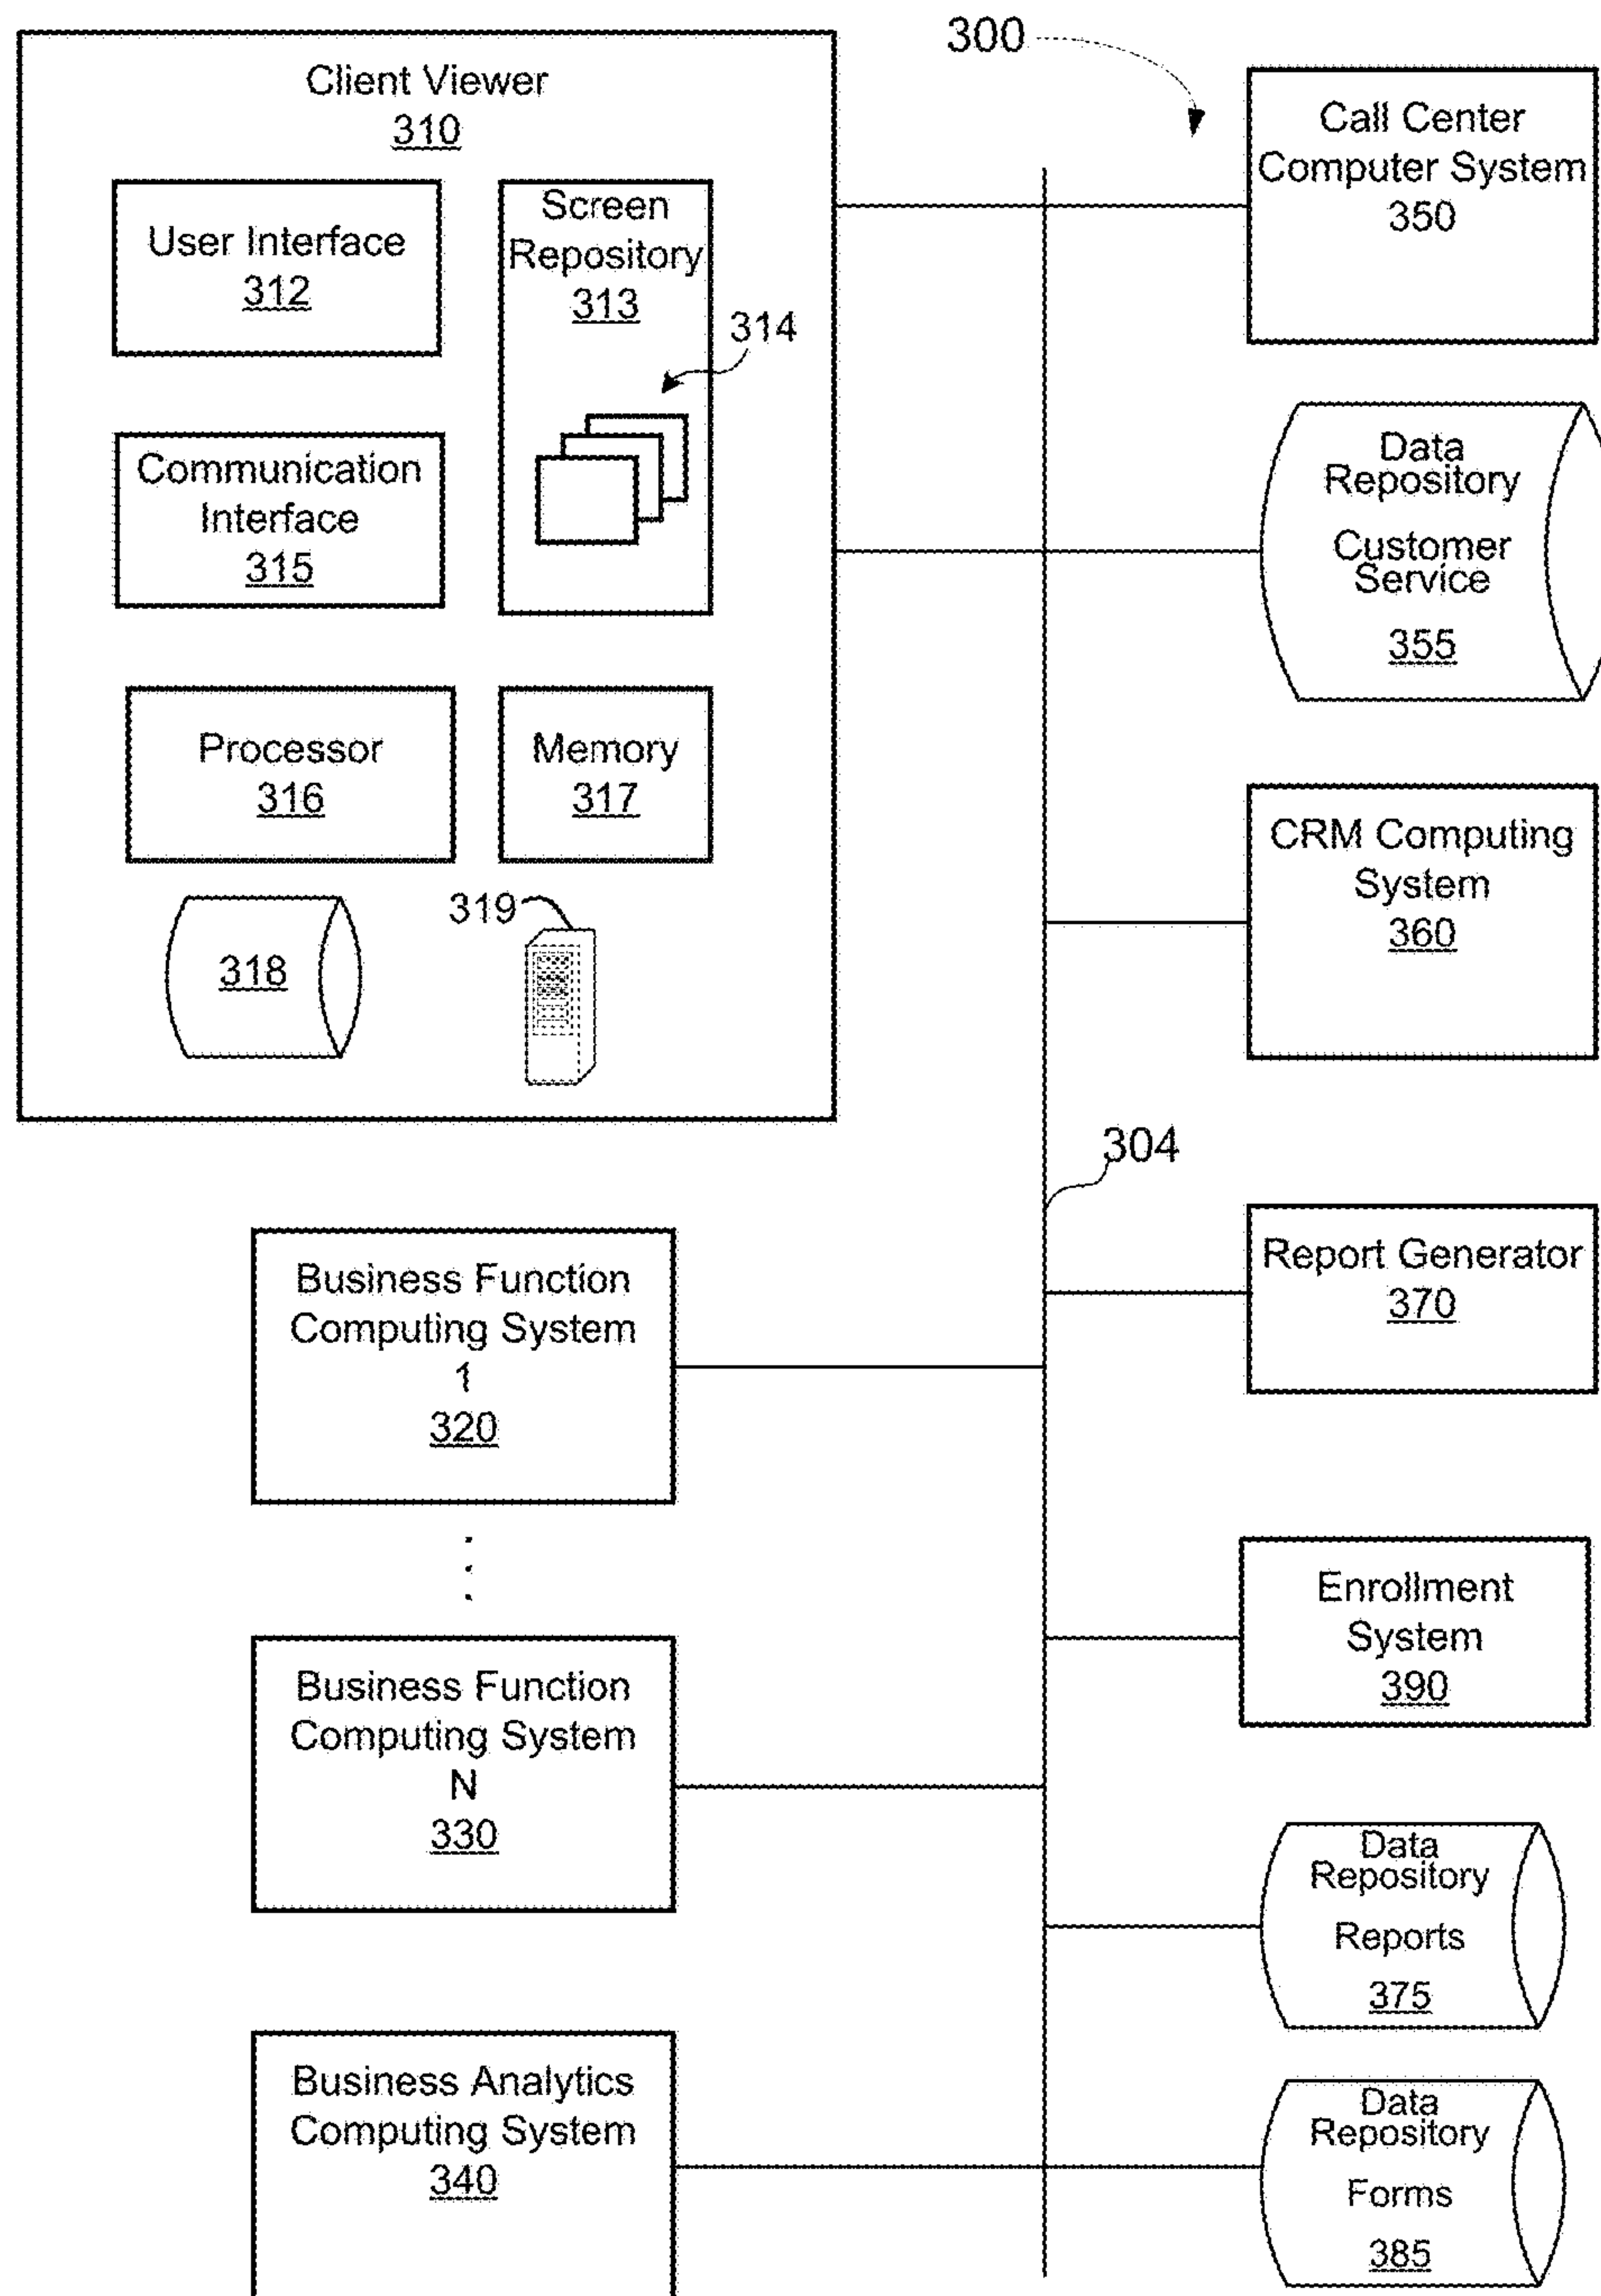 300
Client Viewer
310
User Interface
312
Screen
Repository
313
314
Communication
Interface
315
Processor
316
Memory
317
318
319
Call Center
Computer System
350
Data
Repository
Customer
Service
355
CRM Computing
System
360
304
Report Generator
370
Business Function
Computing System
1
320
Enrollment
System
390
Business Function
Computing System
N
330
Data
Repository
Reports
375
Business Analytics
Computing System
340
Data
Repository
Forms
385